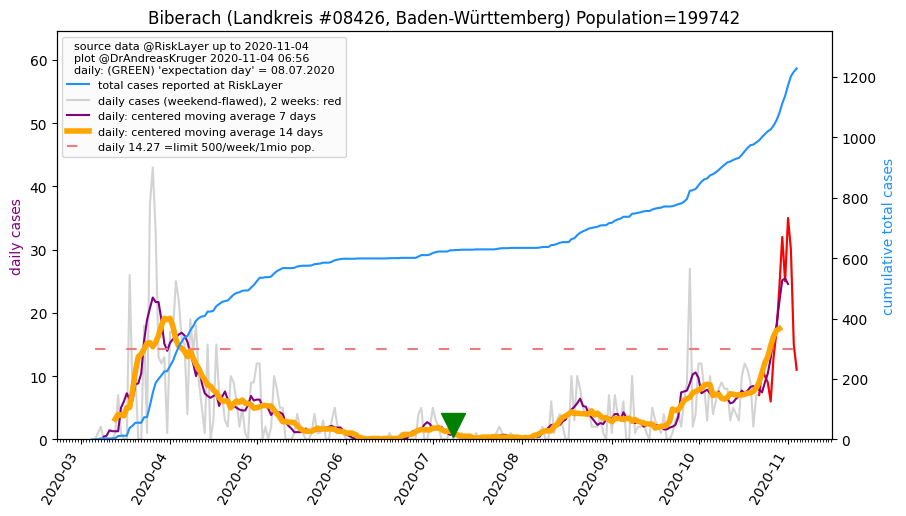 Biberach (Landkreis #08426, Baden-Württemberg) Population=199742
source data @RiskLayer up to 2020-11-04
plot @DrAndreasKruger 2020-11-04 06:56
daily: (GREEN) 'expectation day' = 08.07.2020
total cases reported at RiskLayer
daily cases (weekend-flawed), 2 weeks: red
daily: centered moving average 7 days
daily: centered moving average 14 days
daily 14.27 =limit 500/week/1mio pop.
daily cases
60
50
40
30
20
10
0
cumulative total cases
1200
1000
800
600
400
200
0
2020-03
2020-04
2020-05
2020-06
2020-07
2020-08
2020-09
2020-10
2020-11